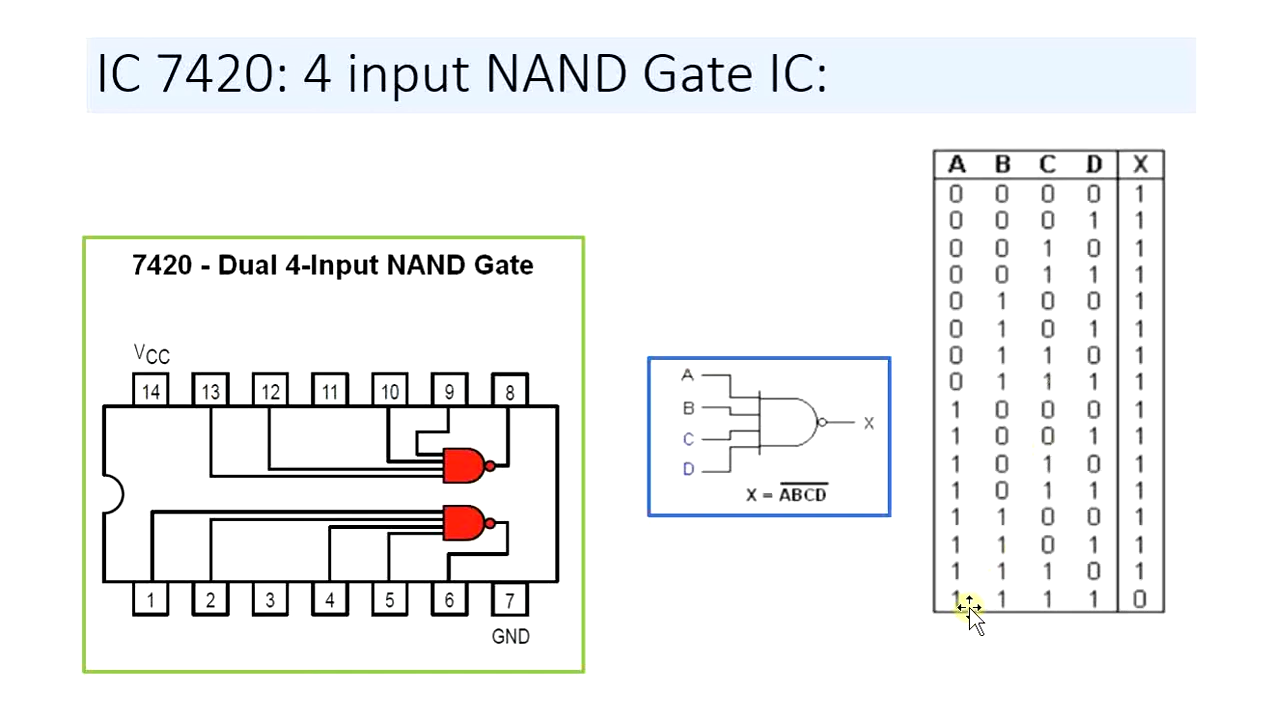 IC 7420: 4 input NAND Gate IC:
7420 - Dual 4-Input NAND Gate
VCC
14 13 12 11 10 9 8
1 2 3 4 5 6 7
GND
A
B
C
D
X
X = ABCD
A B C D X
0 0 0 0 1
0 0 0 1 1
0 0 1 0 1
0 0 1 1 1
0 1 0 0 1
0 1 0 1 1
0 1 1 0 1
0 1 1 1 1
1 0 0 0 1
1 0 0 1 1
1 0 1 0 1
1 0 1 1 1
1 1 0 0 1
1 1 0 1 1
1 1 1 0 1
1 1 1 1 0